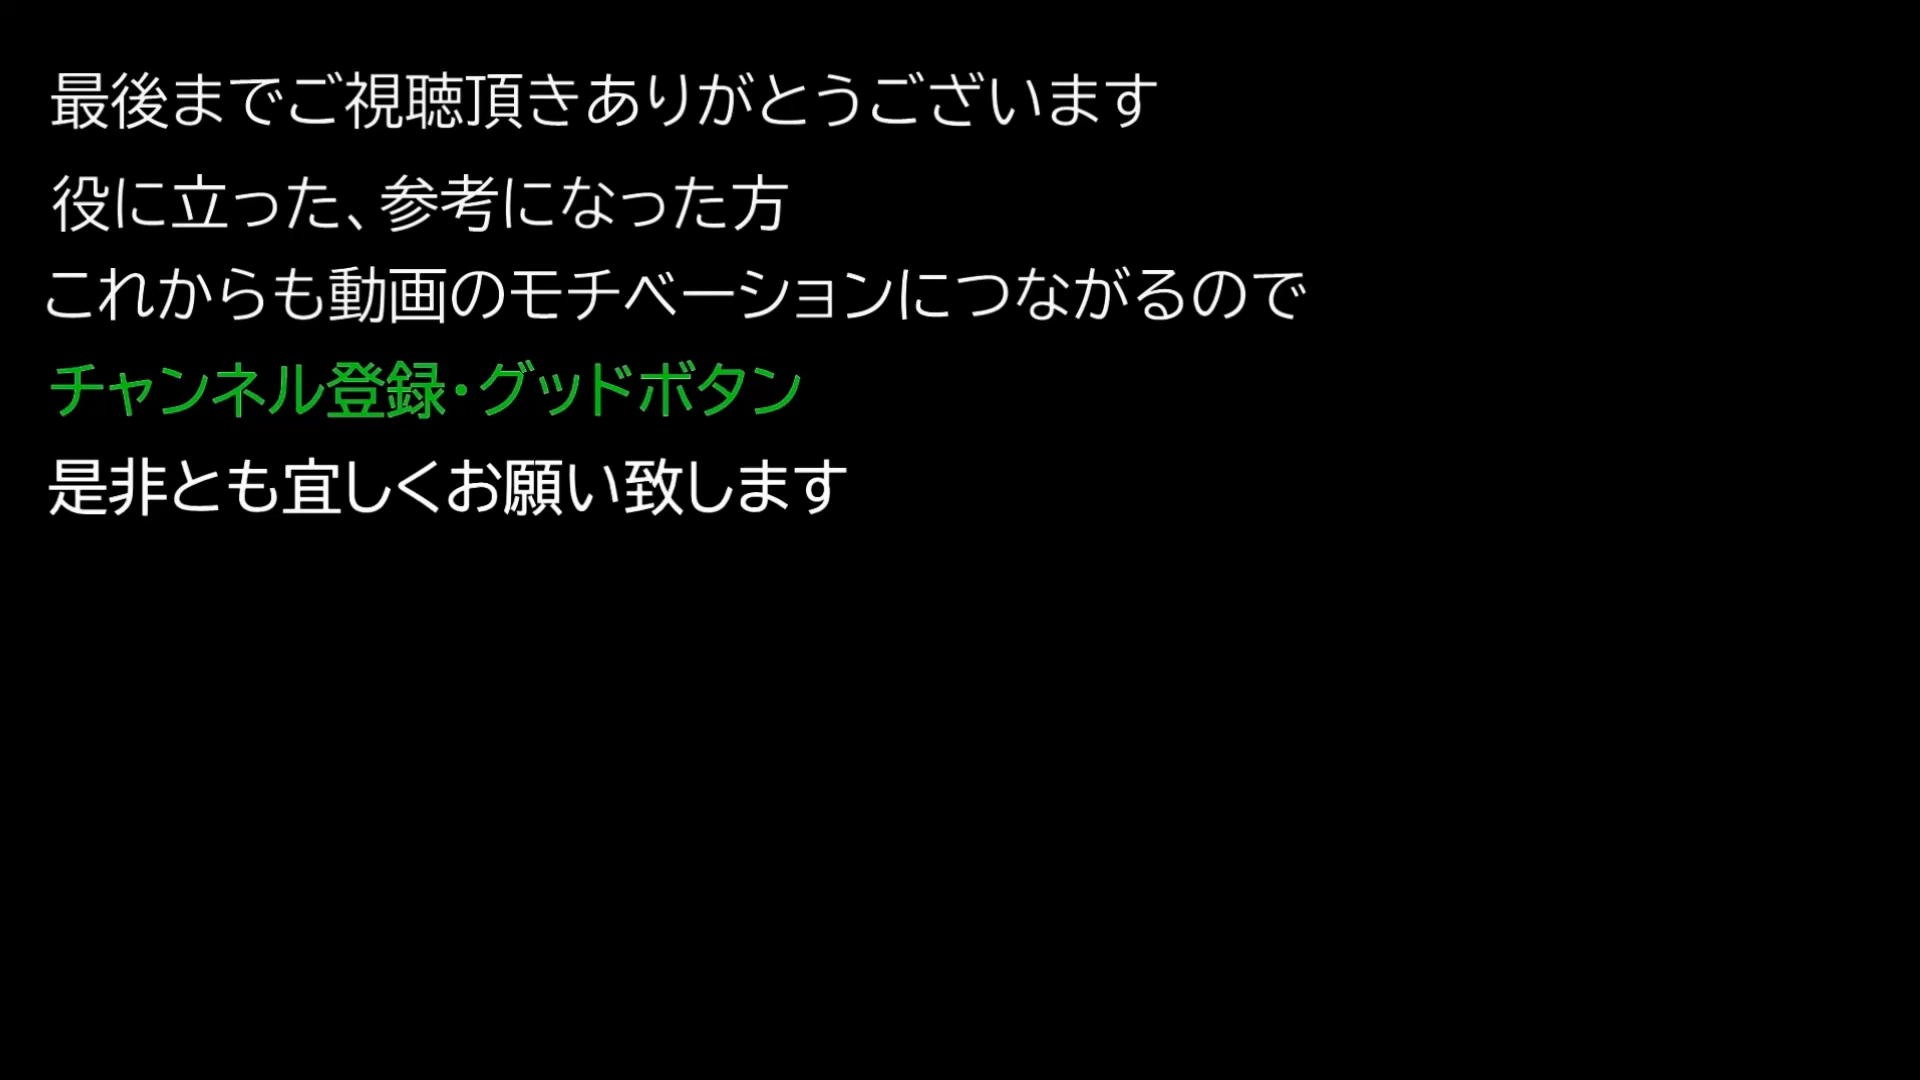 最後までご視聴頂きありがとうございます
役に立った、参考になった方
これからも動画のモチベーションにつながるので
チャンネル登録・グッドボタン
是非とも宜しくお願い致します